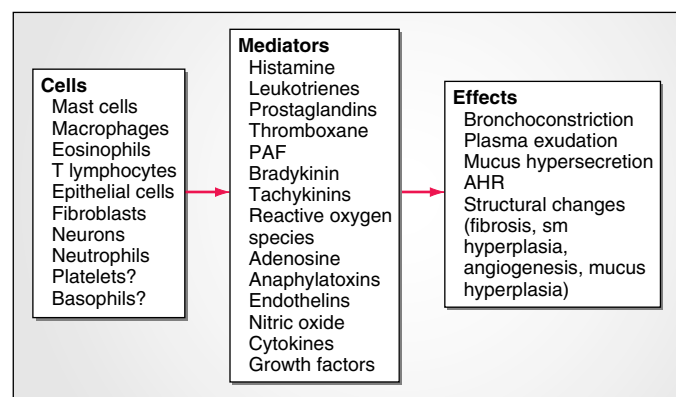 Cells
Mast cells
Macrophages
Eosinophils
T lymphocytes
Epithelial cells
Fibroblasts
Neurons
Neutrophils
Platelets?
Basophils?
Mediators
Histamine
Leukotrienes
Prostaglandins
Thromboxane
PAF
Bradykinin
Tachykinins
Reactive oxygen
species
Adenosine
Anaphylatoxins
Endothelins
Nitric oxide
Cytokines
Growth factors
Effects
Bronchoconstriction
Plasma exudation
Mucus hypersecretion
AHR
Structural changes
(fibrosis, sm
hyperplasia,
angiogenesis, mucus
hyperplasia)